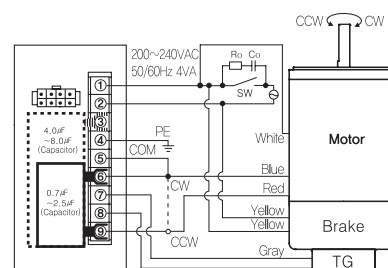 CCW CW
200~240VAC
50/60Hz 4VA
Ro Co
SW
①
②
③
④
⑤
⑥
⑦
⑧
⑨
4.0㎌
~8.0㎌
(Capacitor)
0.7㎌
~2.5㎌
(Capacitor)
PE
COM
CW
CCW
White
Blue
Red
Yellow
Yellow
Gray
Motor
Brake
TG